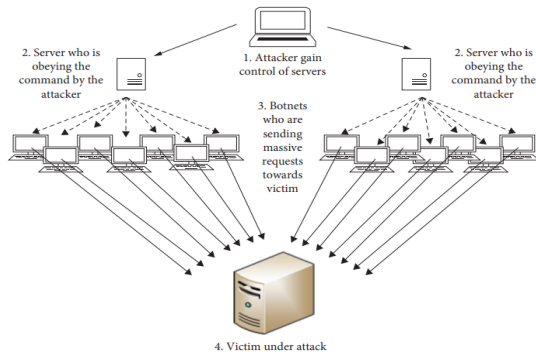 1. Attacker gain
control of servers
2. Server who is
obeying the
command by the
attacker
2. Server who is
obeying the
command by the
attacker
3. Botnets
who are
sending
massive
requests
towards
victim
4. Victim under attack